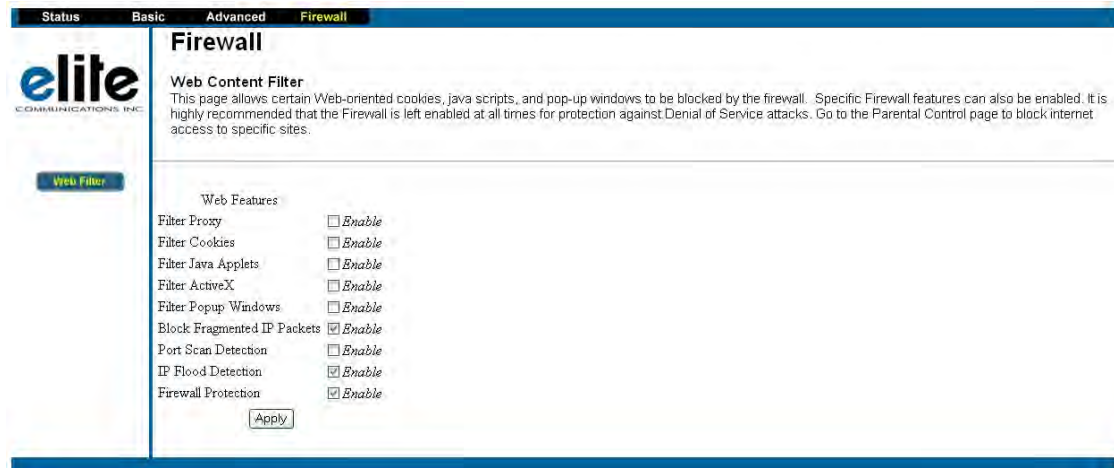 Status Basic Advanced Firewall
elite
COMMUNICATIONS INC
Firewall
Web Content Filter
This page allows certain Web-oriented cookies, java scripts, and pop-up windows to be blocked by the firewall. Specific Firewall features can also be enabled. It is
highly recommended that the Firewall is left enabled at all times for protection against Denial of Service attacks. Go to the Parental Control page to block internet
access to specific sites.
Web Filter
Web Features
Filter Proxy Enable
Filter Cookies Enable
Filter Java Applets Enable
Filter ActiveX Enable
Filter Popup Windows Enable
Block Fragmented IP Packets Enable
Port Scan Detection Enable
IP Flood Detection Enable
Firewall Protection Enable
Apply